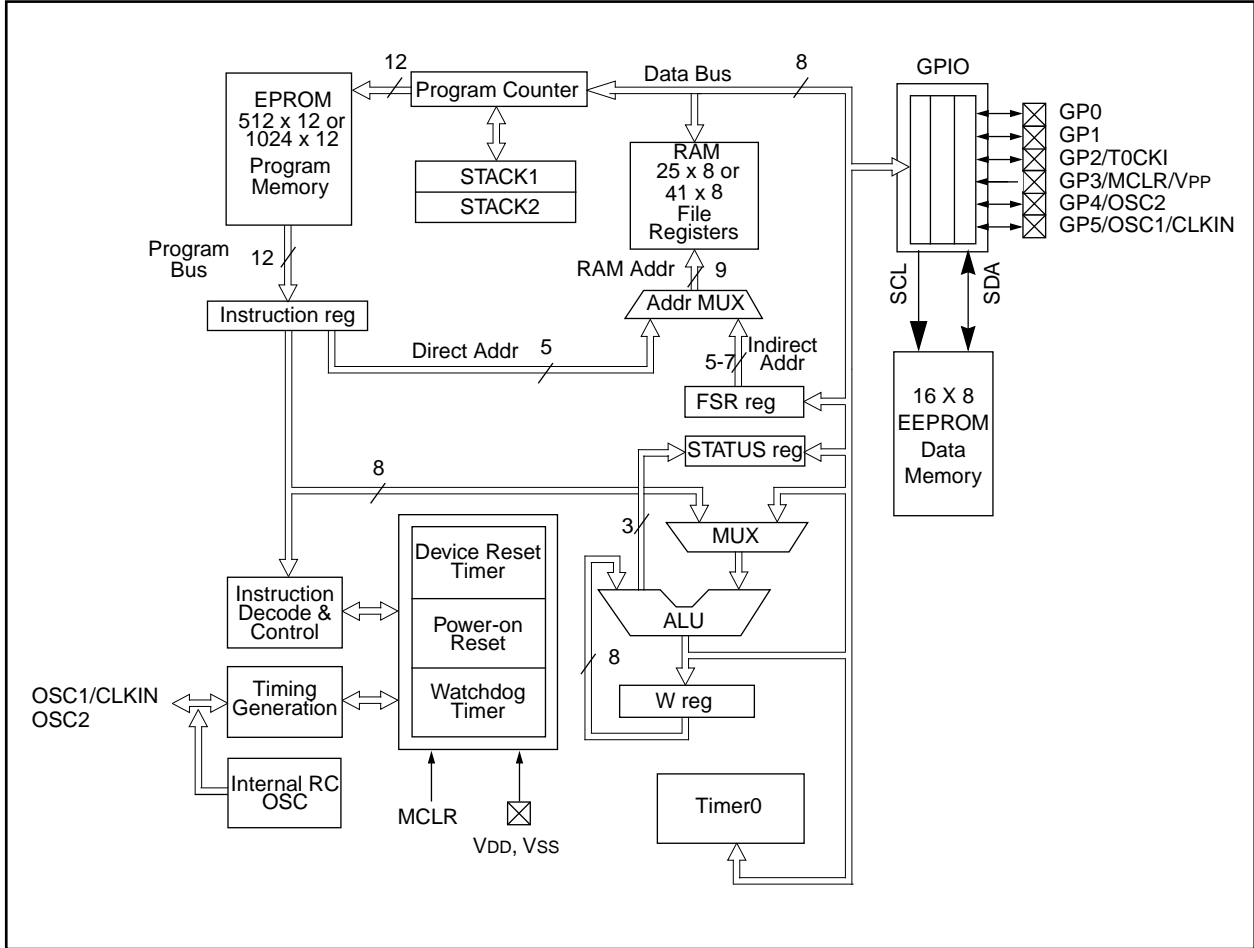 12
Data Bus
8
GPIO
EPROM
512 x 12 or
1024 x 12
Program
Memory
Program Counter
STACK1
STACK2
RAM
25 x 8 or
41 x 8
File
Registers
GP0
GP1
GP2/T0CKI
GP3/MCLR/VPP
GP4/OSC2
GP5/OSC1/CLKIN
Program
Bus
12
RAM Addr
9
SCL
SDA
Instruction reg
Addr MUX
Direct Addr
5
5-7
Indirect
Addr
FSR reg
16 X 8
EEPROM
Data
Memory
STATUS reg
8
3
MUX
Device Reset
Timer
Instruction
Decode &
Control
Power-on
Reset
ALU
8
OSC1/CLKIN
OSC2
Timing
Generation
Watchdog
Timer
W reg
Internal RC
OSC
MCLR
VDD, VSS
Timer0